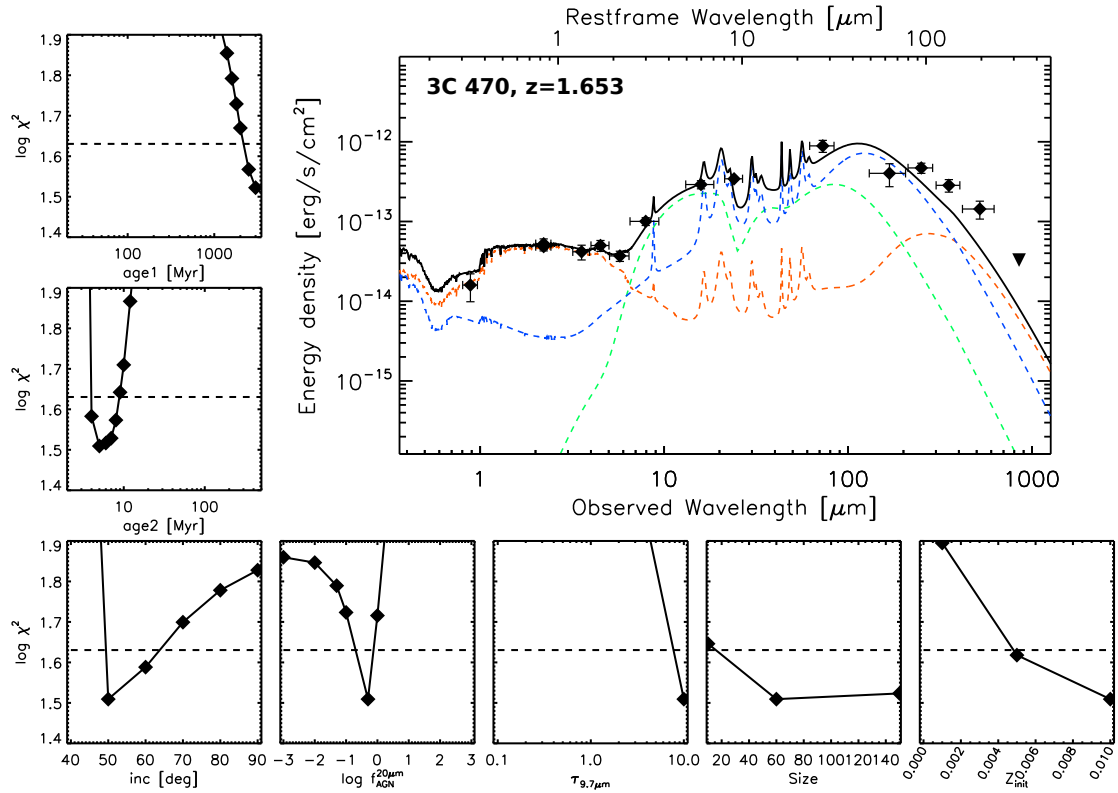 Restframe Wavelength [μm]
1 10 100
3C 470, z=1.653
Energy density [erg/s/cm²]
10⁻¹²
10⁻¹³
10⁻¹⁴
10⁻¹⁵
1 10 100 1000
Observed Wavelength [μm]
log χ²
1.9
1.8
1.7
1.6
1.5
1.4
100 1000
age1 [Myr]
log χ²
1.9
1.8
1.7
1.6
1.5
1.4
10 100
age2 [Myr]
log χ²
1.9
1.8
1.7
1.6
1.5
1.4
40 50 60 70 80 90
inc [deg]
−3 −2 −1 0 1 2 3
log f_AGN^20μm
0.1 1.0 10.0
τ_9.7μm
20 40 60 80 100 120 140
Size
0.000 0.002 0.004 0.006 0.008 0.010
Z_init